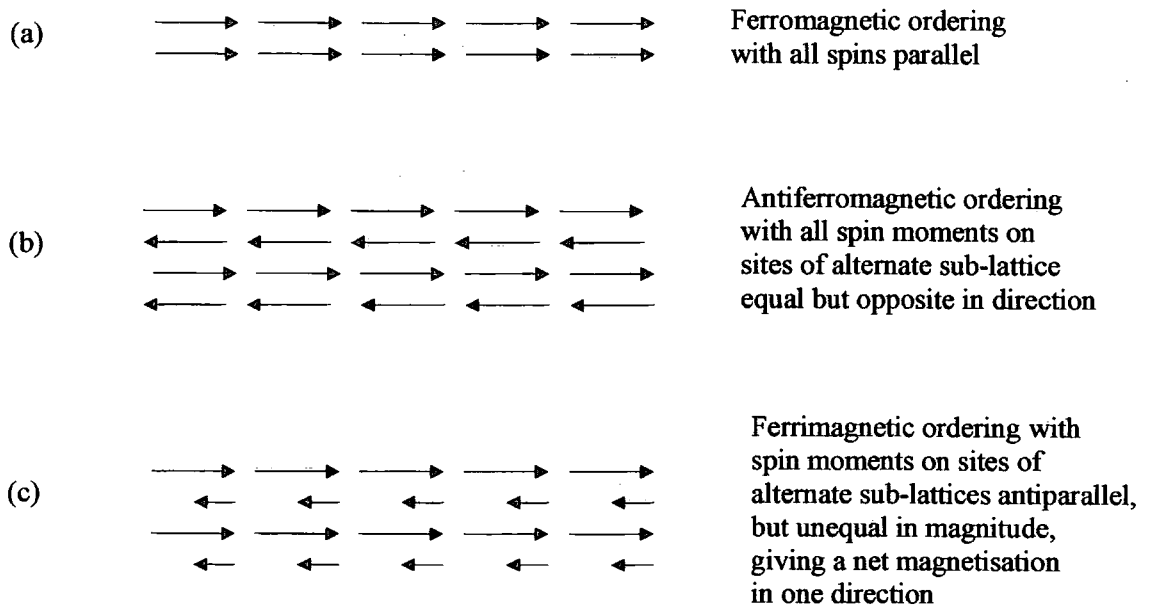 (a)
Ferromagnetic ordering
with all spins parallel
(b)
Antiferromagnetic ordering
with all spin moments on
sites of alternate sub-lattice
equal but opposite in direction
(c)
Ferrimagnetic ordering with
spin moments on sites of
alternate sub-lattices antiparallel,
but unequal in magnitude,
giving a net magnetisation
in one direction